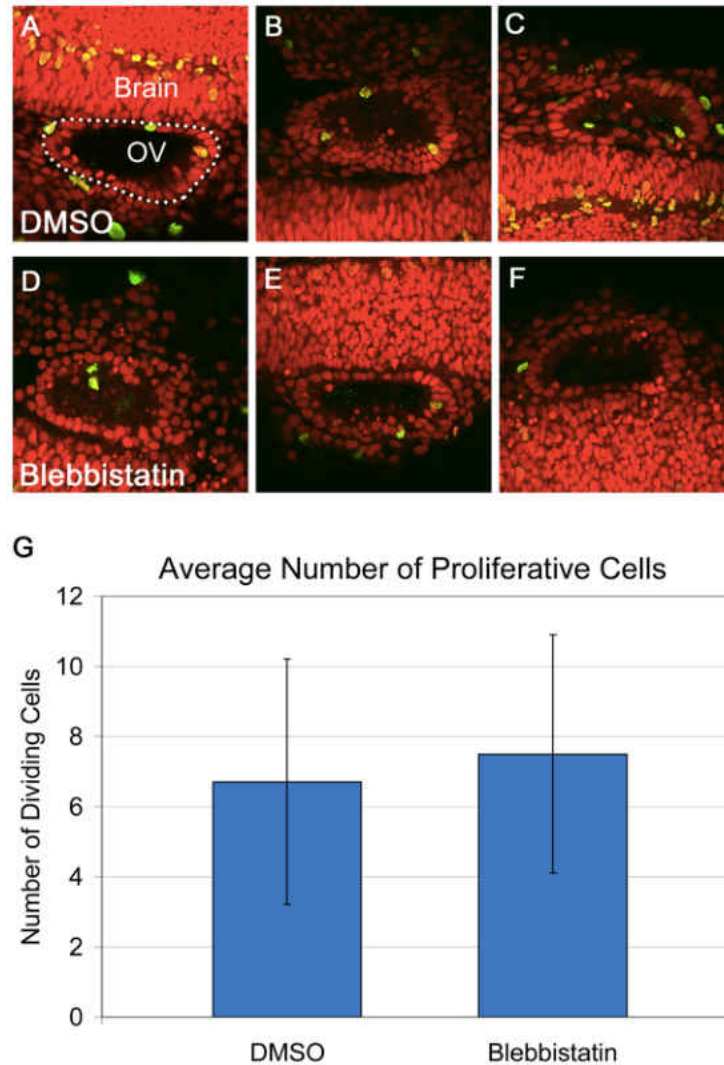 A
B
C
Brain
OV
DMSO
D
E
F
Blebbistatin
G
Average Number of Proliferative Cells
12
10
8
6
4
2
0
Number of Dividing Cells
DMSO
Blebbistatin